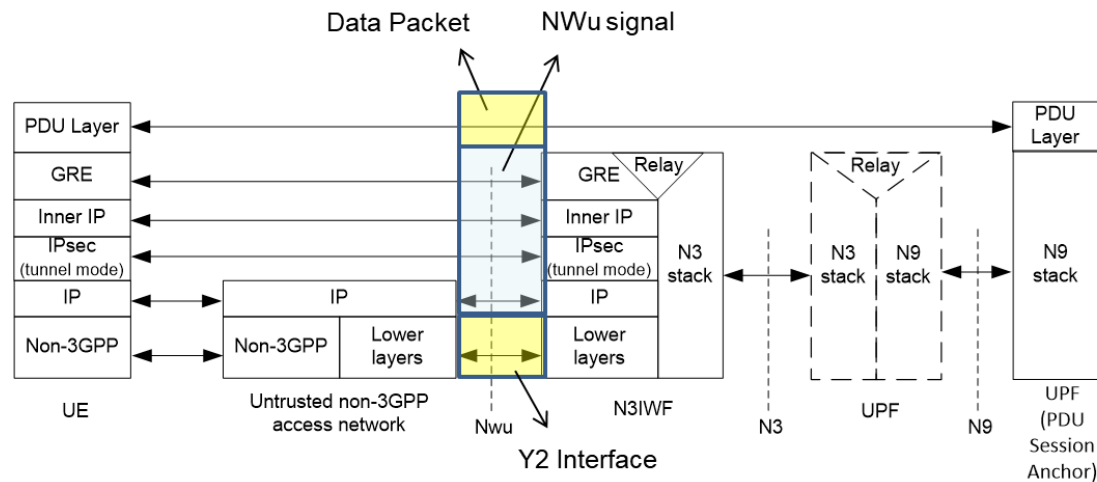 Data Packet
NWu signal
PDU Layer
PDU
Layer
GRE
GRE
Relay
Relay
Inner IP
Inner IP
IPsec
(tunnel mode)
IPsec
(tunnel mode)
N3
stack
N3
stack
N9
stack
N9
stack
IP
IP
IP
Non-3GPP
Non-3GPP
Lower
layers
Lower
layers
UE
Untrusted non-3GPP
access network
Nwu
N3IWF
N3
UPF
N9
UPF
(PDU
Session
Anchor)
Y2 Interface